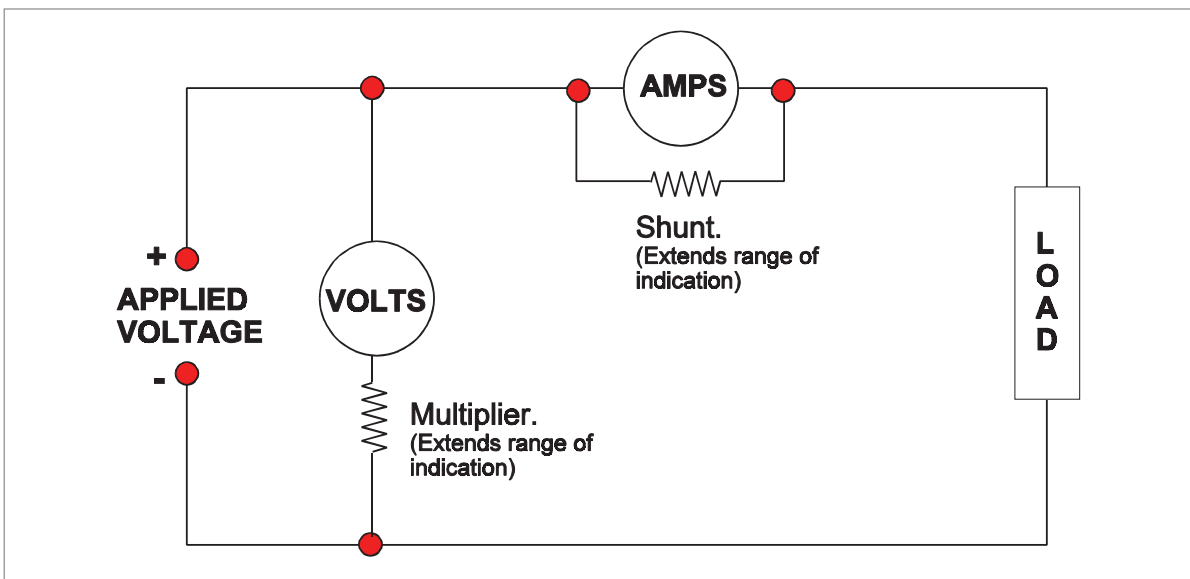 AMPS
Shunt.
(Extends range of
indication)
+
APPLIED
VOLTAGE
-
VOLTS
Multiplier.
(Extends range of
indication)
L
O
A
D